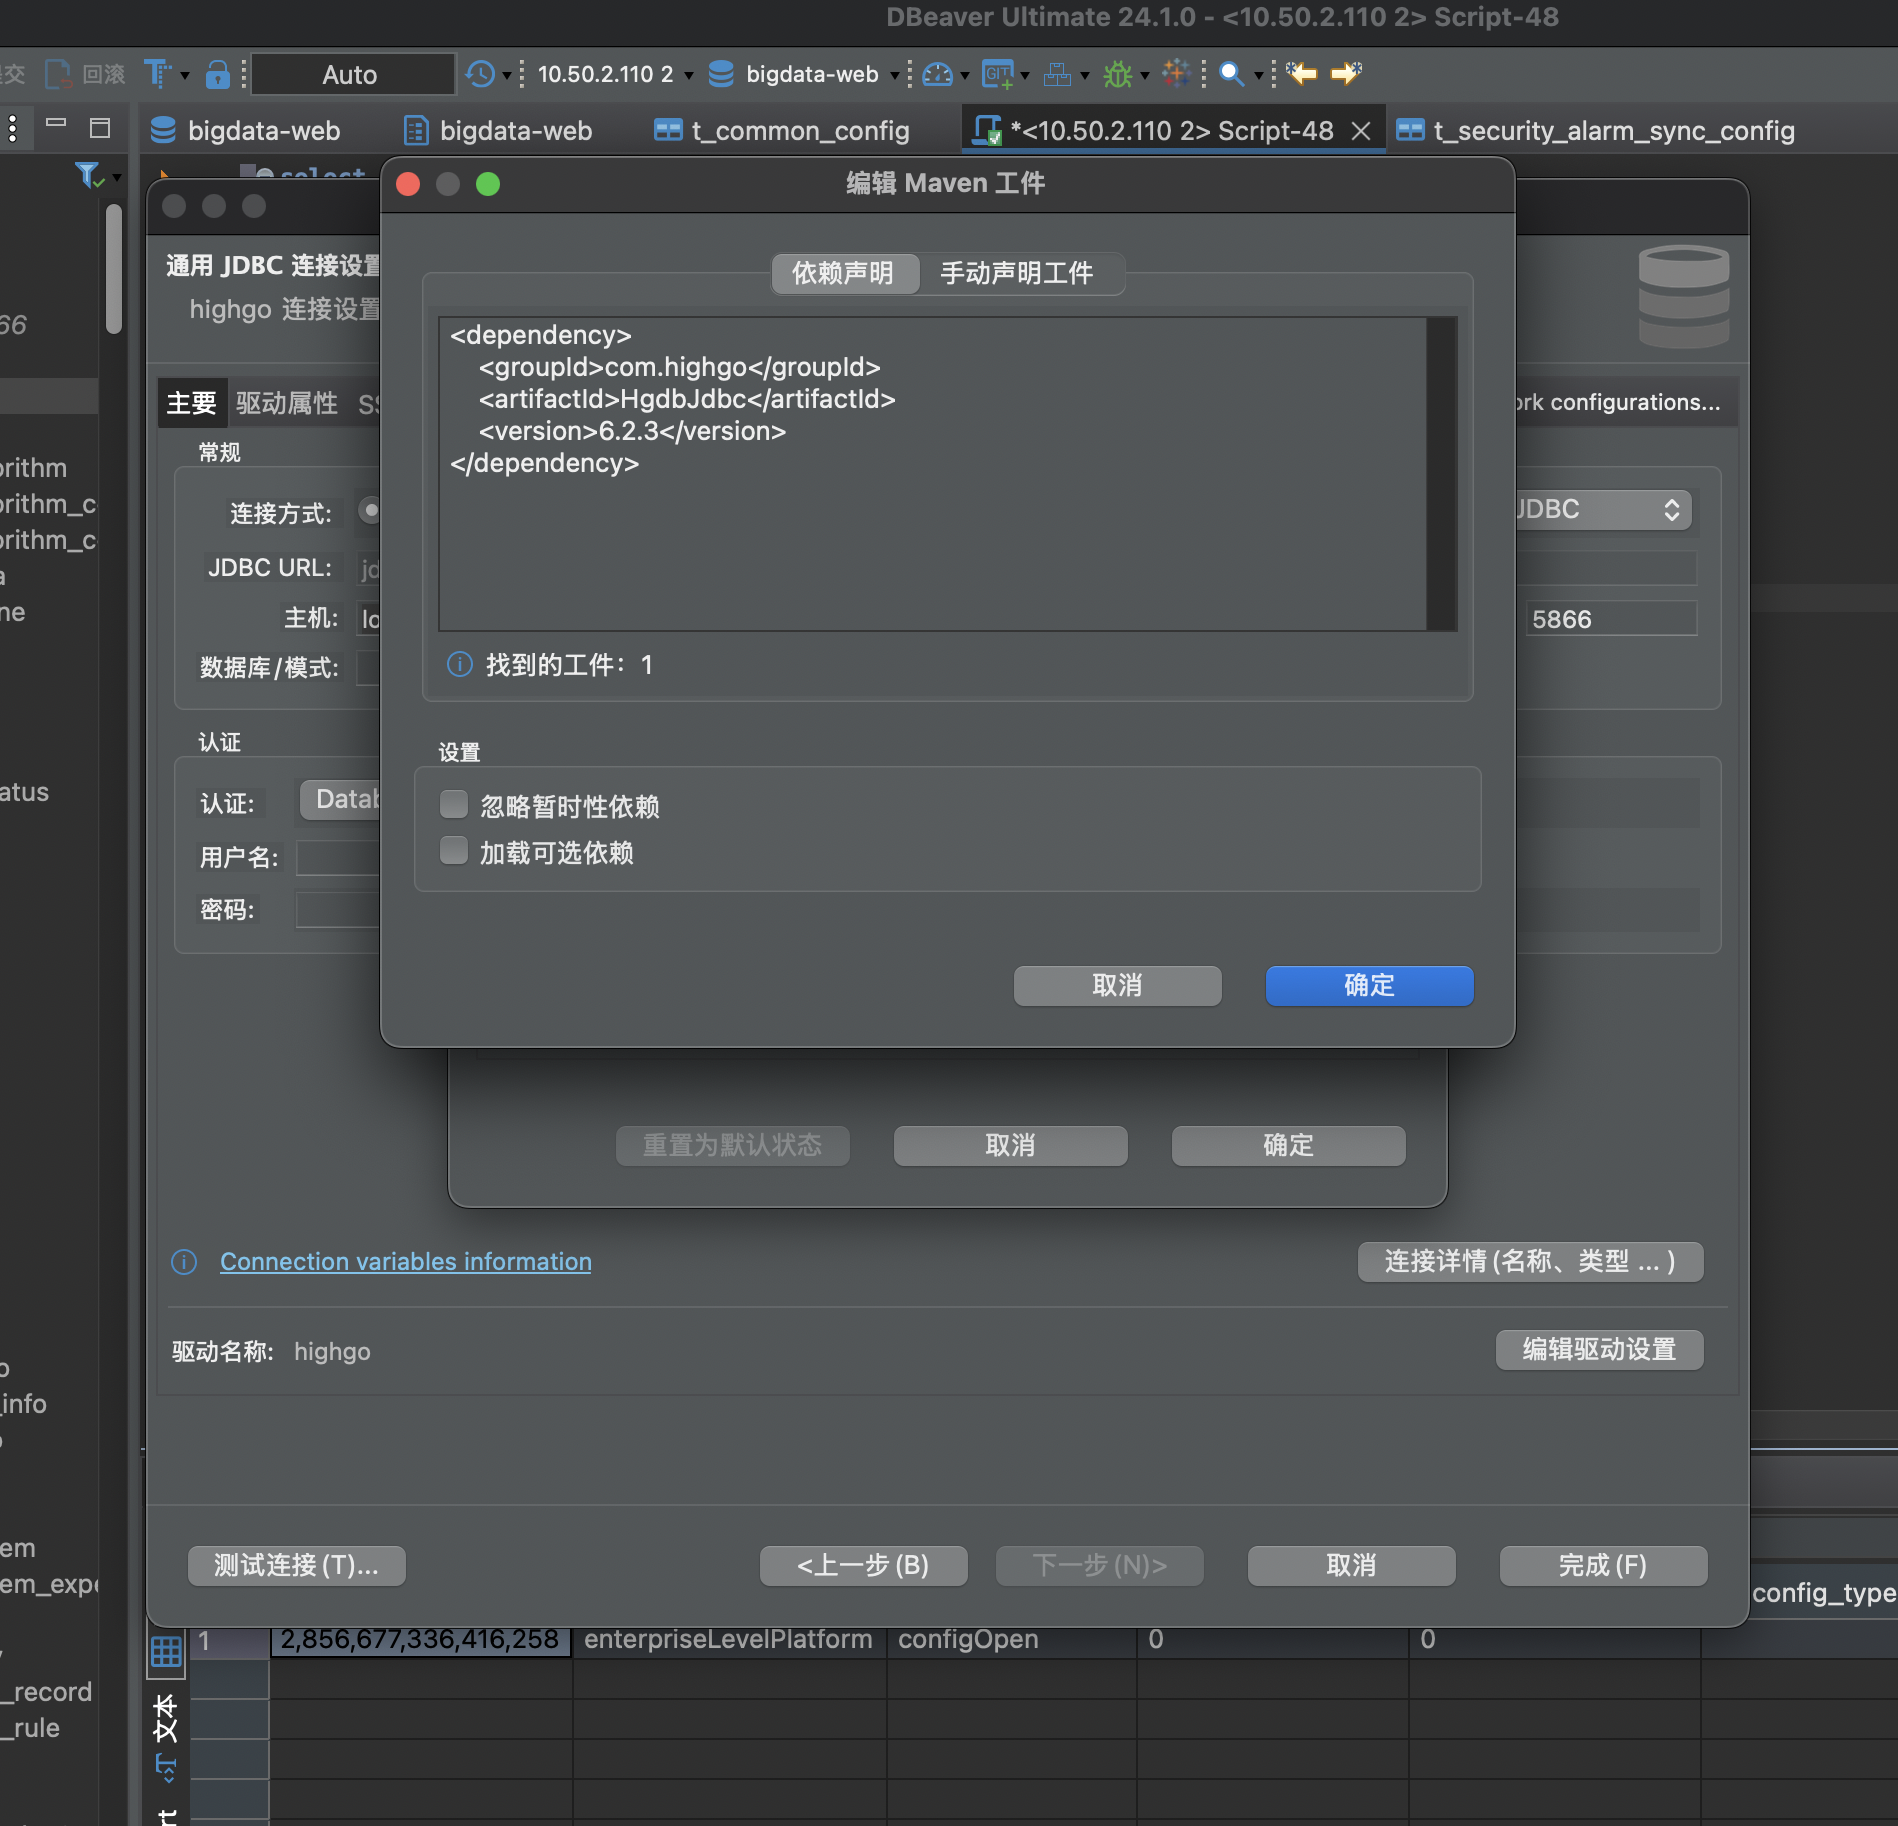 DBeaver Ultimate 24.1.0 - <10.50.2.110 2> Script-48
交 回滚 Auto 10.50.2.110 2 bigdata-web
bigdata-web bigdata-web t_common_config *<10.50.2.110 2> Script-48 t_security_alarm_sync_config
select
编辑 Maven 工件
通用 JDBC 连接设置
highgo 连接设置
依赖声明 手动声明工件
<dependency>
<groupId>com.highgo</groupId>
<artifactId>HgdbJdbc</artifactId>
<version>6.2.3</version>
</dependency>
找到的工件：1
设置
忽略暂时性依赖
加载可选依赖
取消 确定
66
orithm
orithm_c
orithm_c
a
ne
atus
o
_info
em
em_expe
_record
_rule
主要 驱动属性 SS ork configurations...
常规
连接方式: JDBC
JDBC URL: jd
主机: lo 5866
数据库/模式:
认证
认证: Datab
用户名:
密码:
重置为默认状态 取消 确定
Connection variables information 连接详情(名称、类型 ... )
驱动名称: highgo 编辑驱动设置
测试连接(T)... <上一步(B) 下一步(N)> 取消 完成(F)
config_type
1 2,856,677,336,416,258 enterpriseLevelPlatform configOpen 0 0
文本
rt